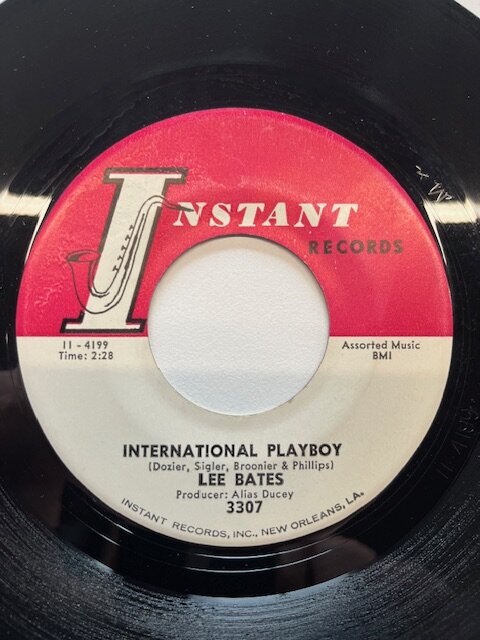 INSTANT
RECORDS
11 - 4199
Time: 2:28
Assorted Music
BMI
INTERNATIONAL PLAYBOY
(Dozier, Sigler, Broonier & Phillips)
LEE BATES
Producer: Alias Ducey
3307
INSTANT RECORDS, INC., NEW ORLEANS, LA.